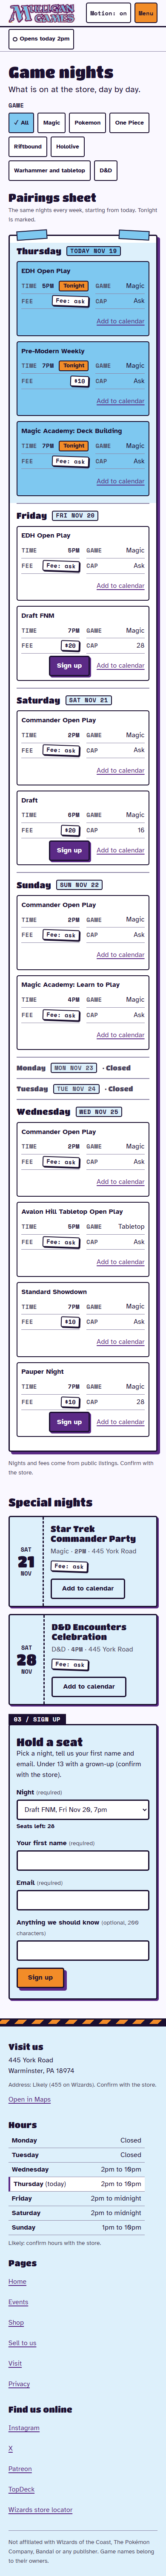 MULLIGAN GAMES
Motion: on
Menu
Opens today 2pm
Game nights
What is on at the store, day by day.
GAME
✓ All
Magic
Pokemon
One Piece
Riftbound
Hololive
Warhammer and tabletop
D&D
Pairings sheet
The same nights every week, starting from today. Tonight
is marked.
Thursday TODAY NOV 19
EDH Open Play
TIME 5PM Tonight GAME Magic
FEE Fee: ask CAP Ask
Add to calendar
Pre-Modern Weekly
TIME 7PM Tonight GAME Magic
FEE $10 CAP Ask
Add to calendar
Magic Academy: Deck Building
TIME 7PM Tonight GAME Magic
FEE Fee: ask CAP Ask
Add to calendar
Friday FRI NOV 20
EDH Open Play
TIME 5PM GAME Magic
FEE Fee: ask CAP Ask
Add to calendar
Draft FNM
TIME 7PM GAME Magic
FEE $20 CAP 28
Sign up Add to calendar
Saturday SAT NOV 21
Commander Open Play
TIME 2PM GAME Magic
FEE Fee: ask CAP Ask
Add to calendar
Draft
TIME 6PM GAME Magic
FEE $20 CAP 16
Sign up Add to calendar
Sunday SUN NOV 22
Commander Open Play
TIME 2PM GAME Magic
FEE Fee: ask CAP Ask
Add to calendar
Magic Academy: Learn to Play
TIME 4PM GAME Magic
FEE Fee: ask CAP Ask
Add to calendar
Monday MON NOV 23 · Closed
Tuesday TUE NOV 24 · Closed
Wednesday WED NOV 25
Commander Open Play
TIME 2PM GAME Magic
FEE Fee: ask CAP Ask
Add to calendar
Avalon Hill Tabletop Open Play
TIME 5PM GAME Tabletop
FEE Fee: ask CAP Ask
Add to calendar
Standard Showdown
TIME 7PM GAME Magic
FEE $10 CAP Ask
Add to calendar
Pauper Night
TIME 7PM GAME Magic
FEE $10 CAP 28
Sign up Add to calendar
Nights and fees come from public listings. Confirm with
the store.
Special nights
SAT
21
NOV
Star Trek
Commander Party
Magic · 2PM · 445 York Road
Fee: ask
Add to calendar
SAT
28
NOV
D&D Encounters
Celebration
D&D · 4PM · 445 York Road
Fee: ask
Add to calendar
03 / SIGN UP
Hold a seat
Pick a night, tell us your first name and
email. Under 13 with a grown-up (confirm
with the store).
Night (required)
Draft FNM, Fri Nov 20, 7pm
Seats left: 28
Your first name (required)
Email (required)
Anything we should know (optional, 200
characters)
Sign up
Visit us
445 York Road
Warminster, PA 18974
Address: Likely (455 on Wizards). Confirm with the store.
Open in Maps
Hours
Monday Closed
Tuesday Closed
Wednesday 2pm to 10pm
Thursday (today) 2pm to 10pm
Friday 2pm to midnight
Saturday 2pm to midnight
Sunday 1pm to 10pm
Likely: confirm hours with the store.
Pages
Home
Events
Shop
Sell to us
Visit
Privacy
Find us online
Instagram
X
Patreon
TopDeck
Wizards store locator
Not affiliated with Wizards of the Coast, The Pokémon
Company, Bandai or any publisher. Game names belong
to their owners.